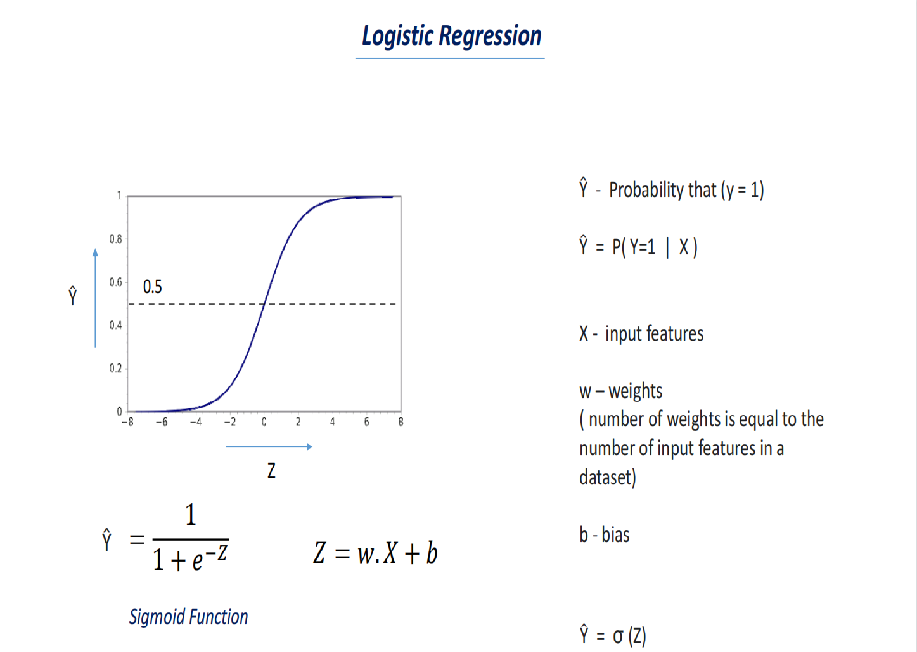 Logistic Regression
1
0.8
0.6
0.4
0.2
0
0.5
Ŷ
-8 -6 -4 -2 0 2 4 6 8
Z
Ŷ = 1 / 1 + e^−Z
Z = w.X + b
Sigmoid Function
Ŷ - Probability that (y = 1)
Ŷ = P( Y=1 | X )
X - input features
w – weights
( number of weights is equal to the
number of input features in a
dataset)
b - bias
Ŷ = σ (Z)